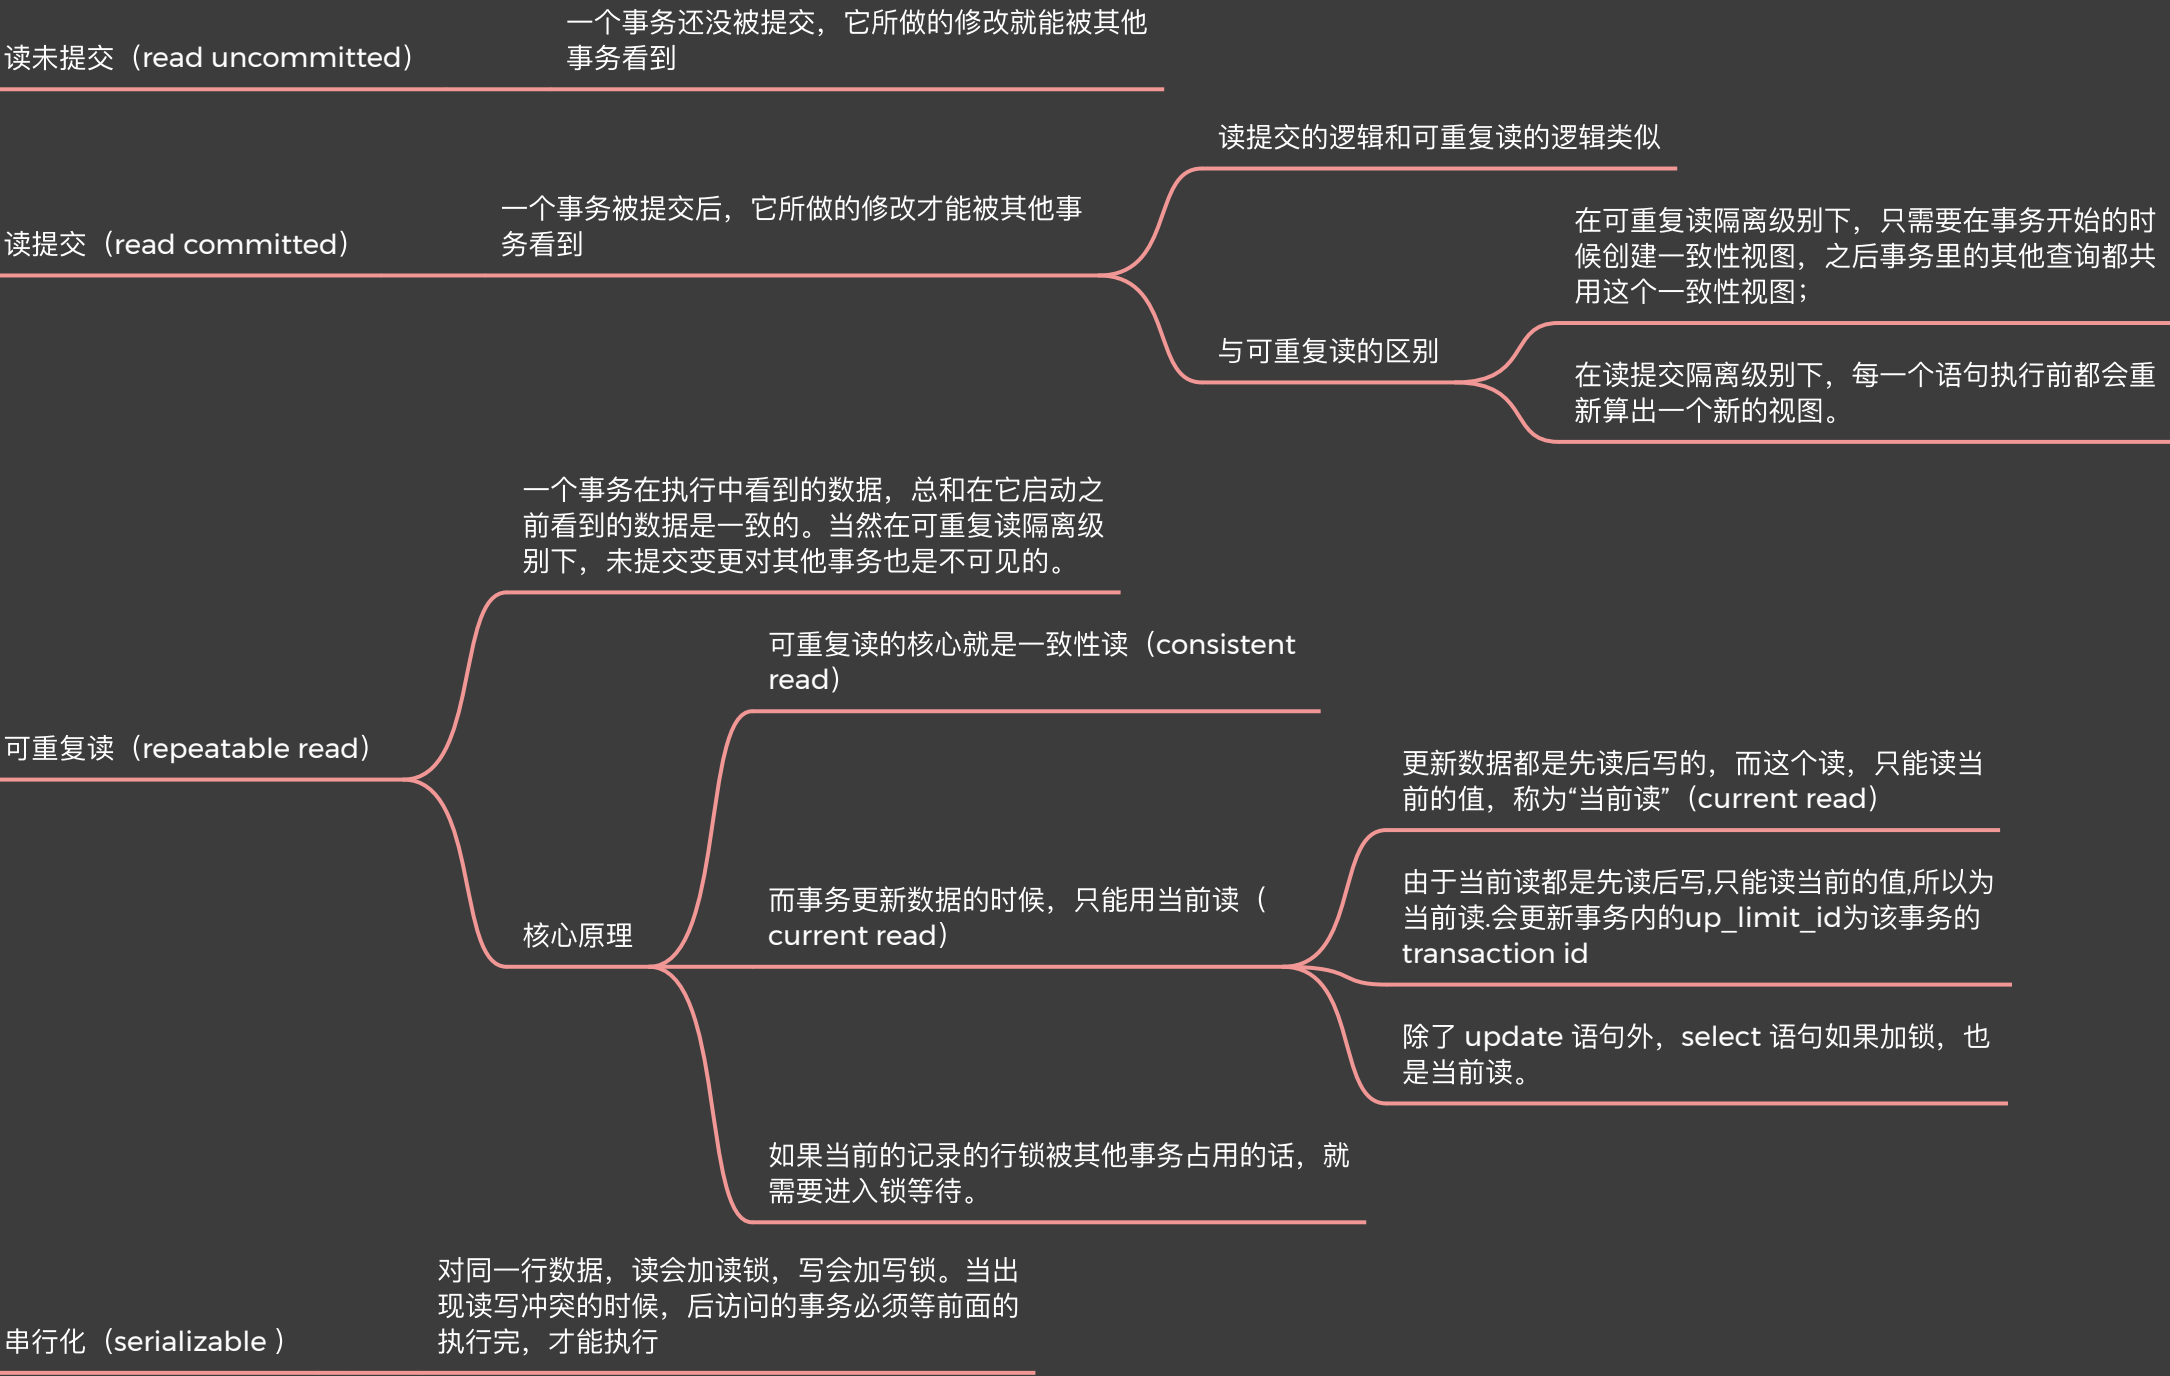 一个事务还没被提交，它所做的修改就能被其他
事务看到
读未提交（read uncommitted）
读提交的逻辑和可重复读的逻辑类似
一个事务被提交后，它所做的修改才能被其他事
务看到
读提交（read committed）
在可重复读隔离级别下，只需要在事务开始的时
候创建一致性视图，之后事务里的其他查询都共
用这个一致性视图；
与可重复读的区别
在读提交隔离级别下，每一个语句执行前都会重
新算出一个新的视图。
一个事务在执行中看到的数据，总和在它启动之
前看到的数据是一致的。当然在可重复读隔离级
别下，未提交变更对其他事务也是不可见的。
可重复读的核心就是一致性读（consistent
read）
可重复读（repeatable read）
更新数据都是先读后写的，而这个读，只能读当
前的值，称为“当前读”（current read）
而事务更新数据的时候，只能用当前读（
current read）
核心原理
由于当前读都是先读后写,只能读当前的值,所以为
当前读.会更新事务内的up_limit_id为该事务的
transaction id
除了 update 语句外，select 语句如果加锁，也
是当前读。
如果当前的记录的行锁被其他事务占用的话，就
需要进入锁等待。
对同一行数据，读会加读锁，写会加写锁。当出
现读写冲突的时候，后访问的事务必须等前面的
执行完，才能执行
串行化（serializable ）